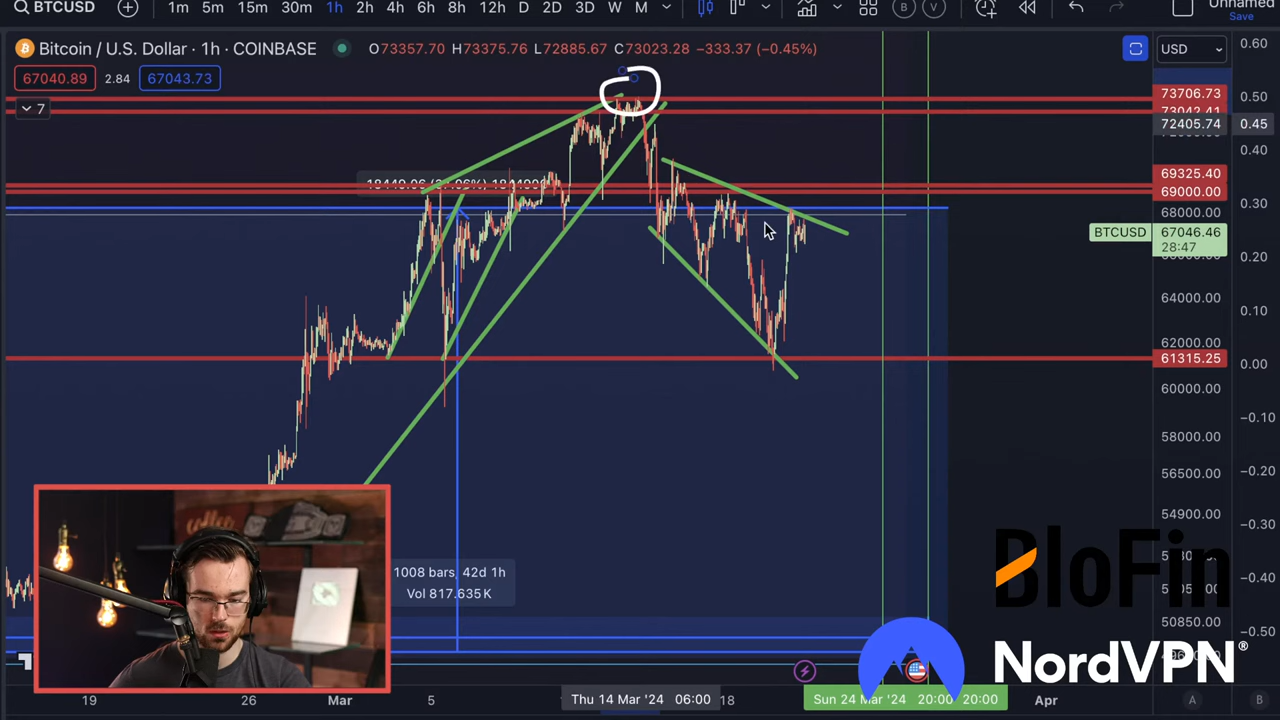 BTCUSD 1m 5m 15m 30m 1h 2h 4h 6h 8h 12h D 2D 3D W M B V Unnamed
Save
Bitcoin / U.S. Dollar · 1h · COINBASE O73357.70 H73375.76 L72885.67 C73023.28 −333.37 (−0.45%) USD 0.60
67040.89 2.84 67043.73
7
73706.73 0.50
73042.41
72405.74 0.45
0.40
69325.40
69000.00
68000.00 0.30
BTCUSD 67046.46
28:47
0.20
64000.00 0.10
62000.00
61315.25 0.00
60000.00
−0.10
58000.00
56500.00 −0.20
54900.00
−0.30
1008 bars, 42d 1h
Vol 817.635K
BloFin
−0.40
50850.00 −0.50
NordVPN®
19 26 Mar 5 Thu 14 Mar '24 06:00 18 Sun 24 Mar '24 20:00 20:00 Apr A B
coffee